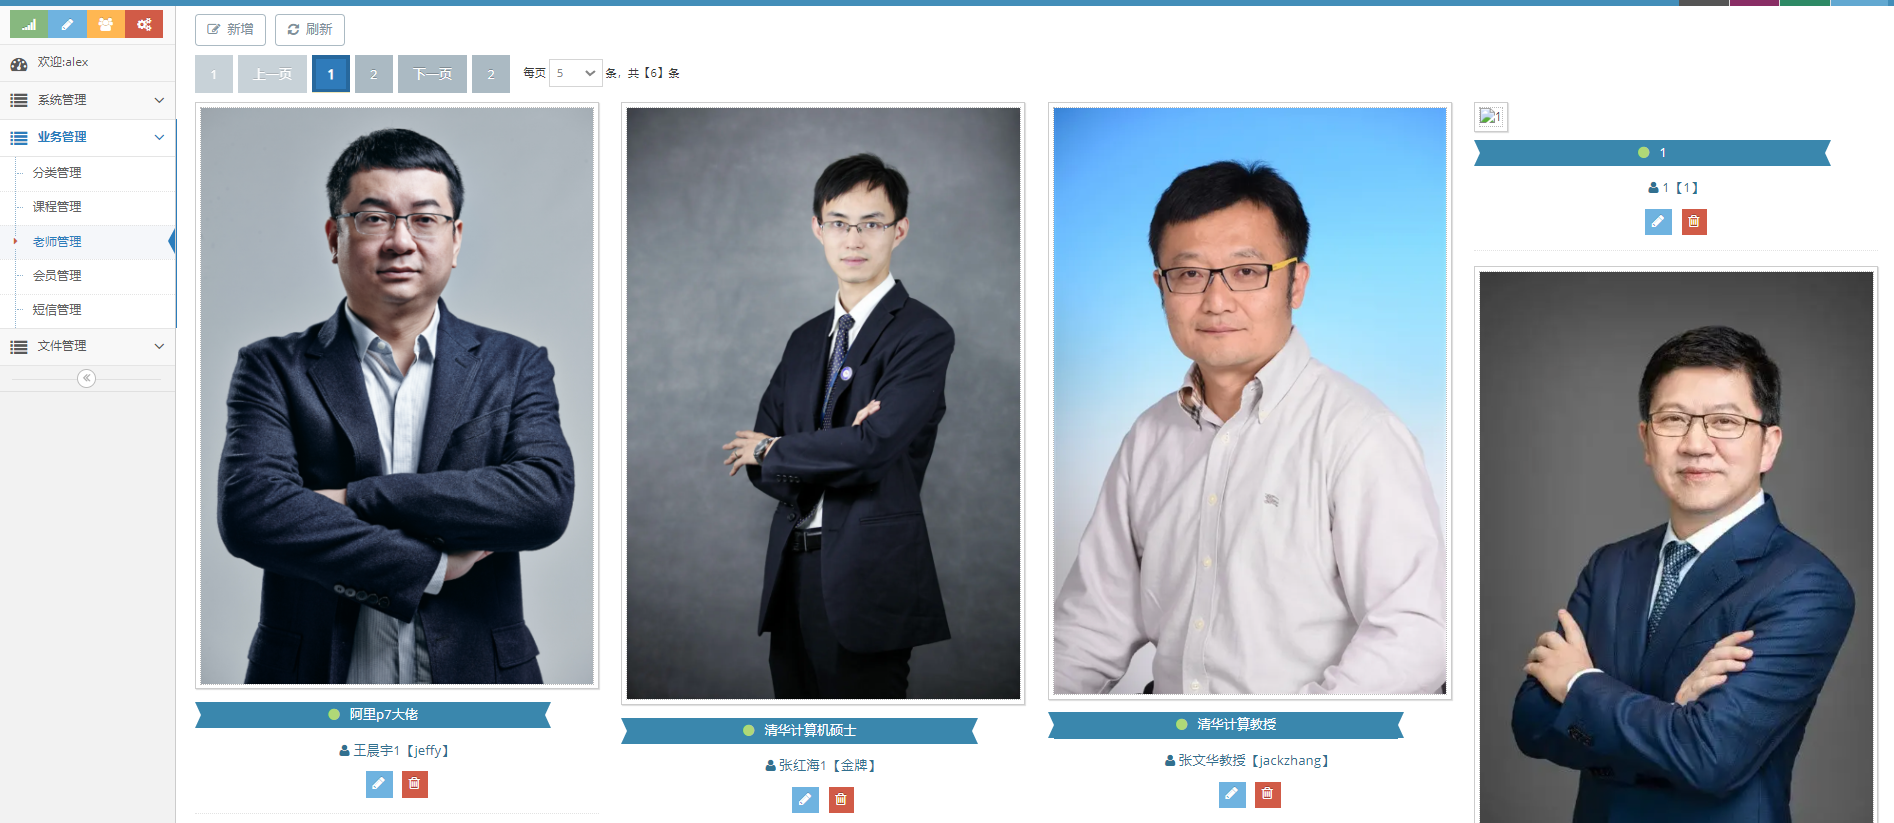 新增
刷新
欢迎:alex
系统管理
业务管理
分类管理
课程管理
老师管理
会员管理
短信管理
文件管理
1 上一页 1 2 下一页 2 每页 5 条，共【6】条
阿里p7大佬
王晨宇1【jeffy】
清华计算机硕士
张红海1【金牌】
清华计算教授
张文华教授【jackzhang】
1
1
1【1】